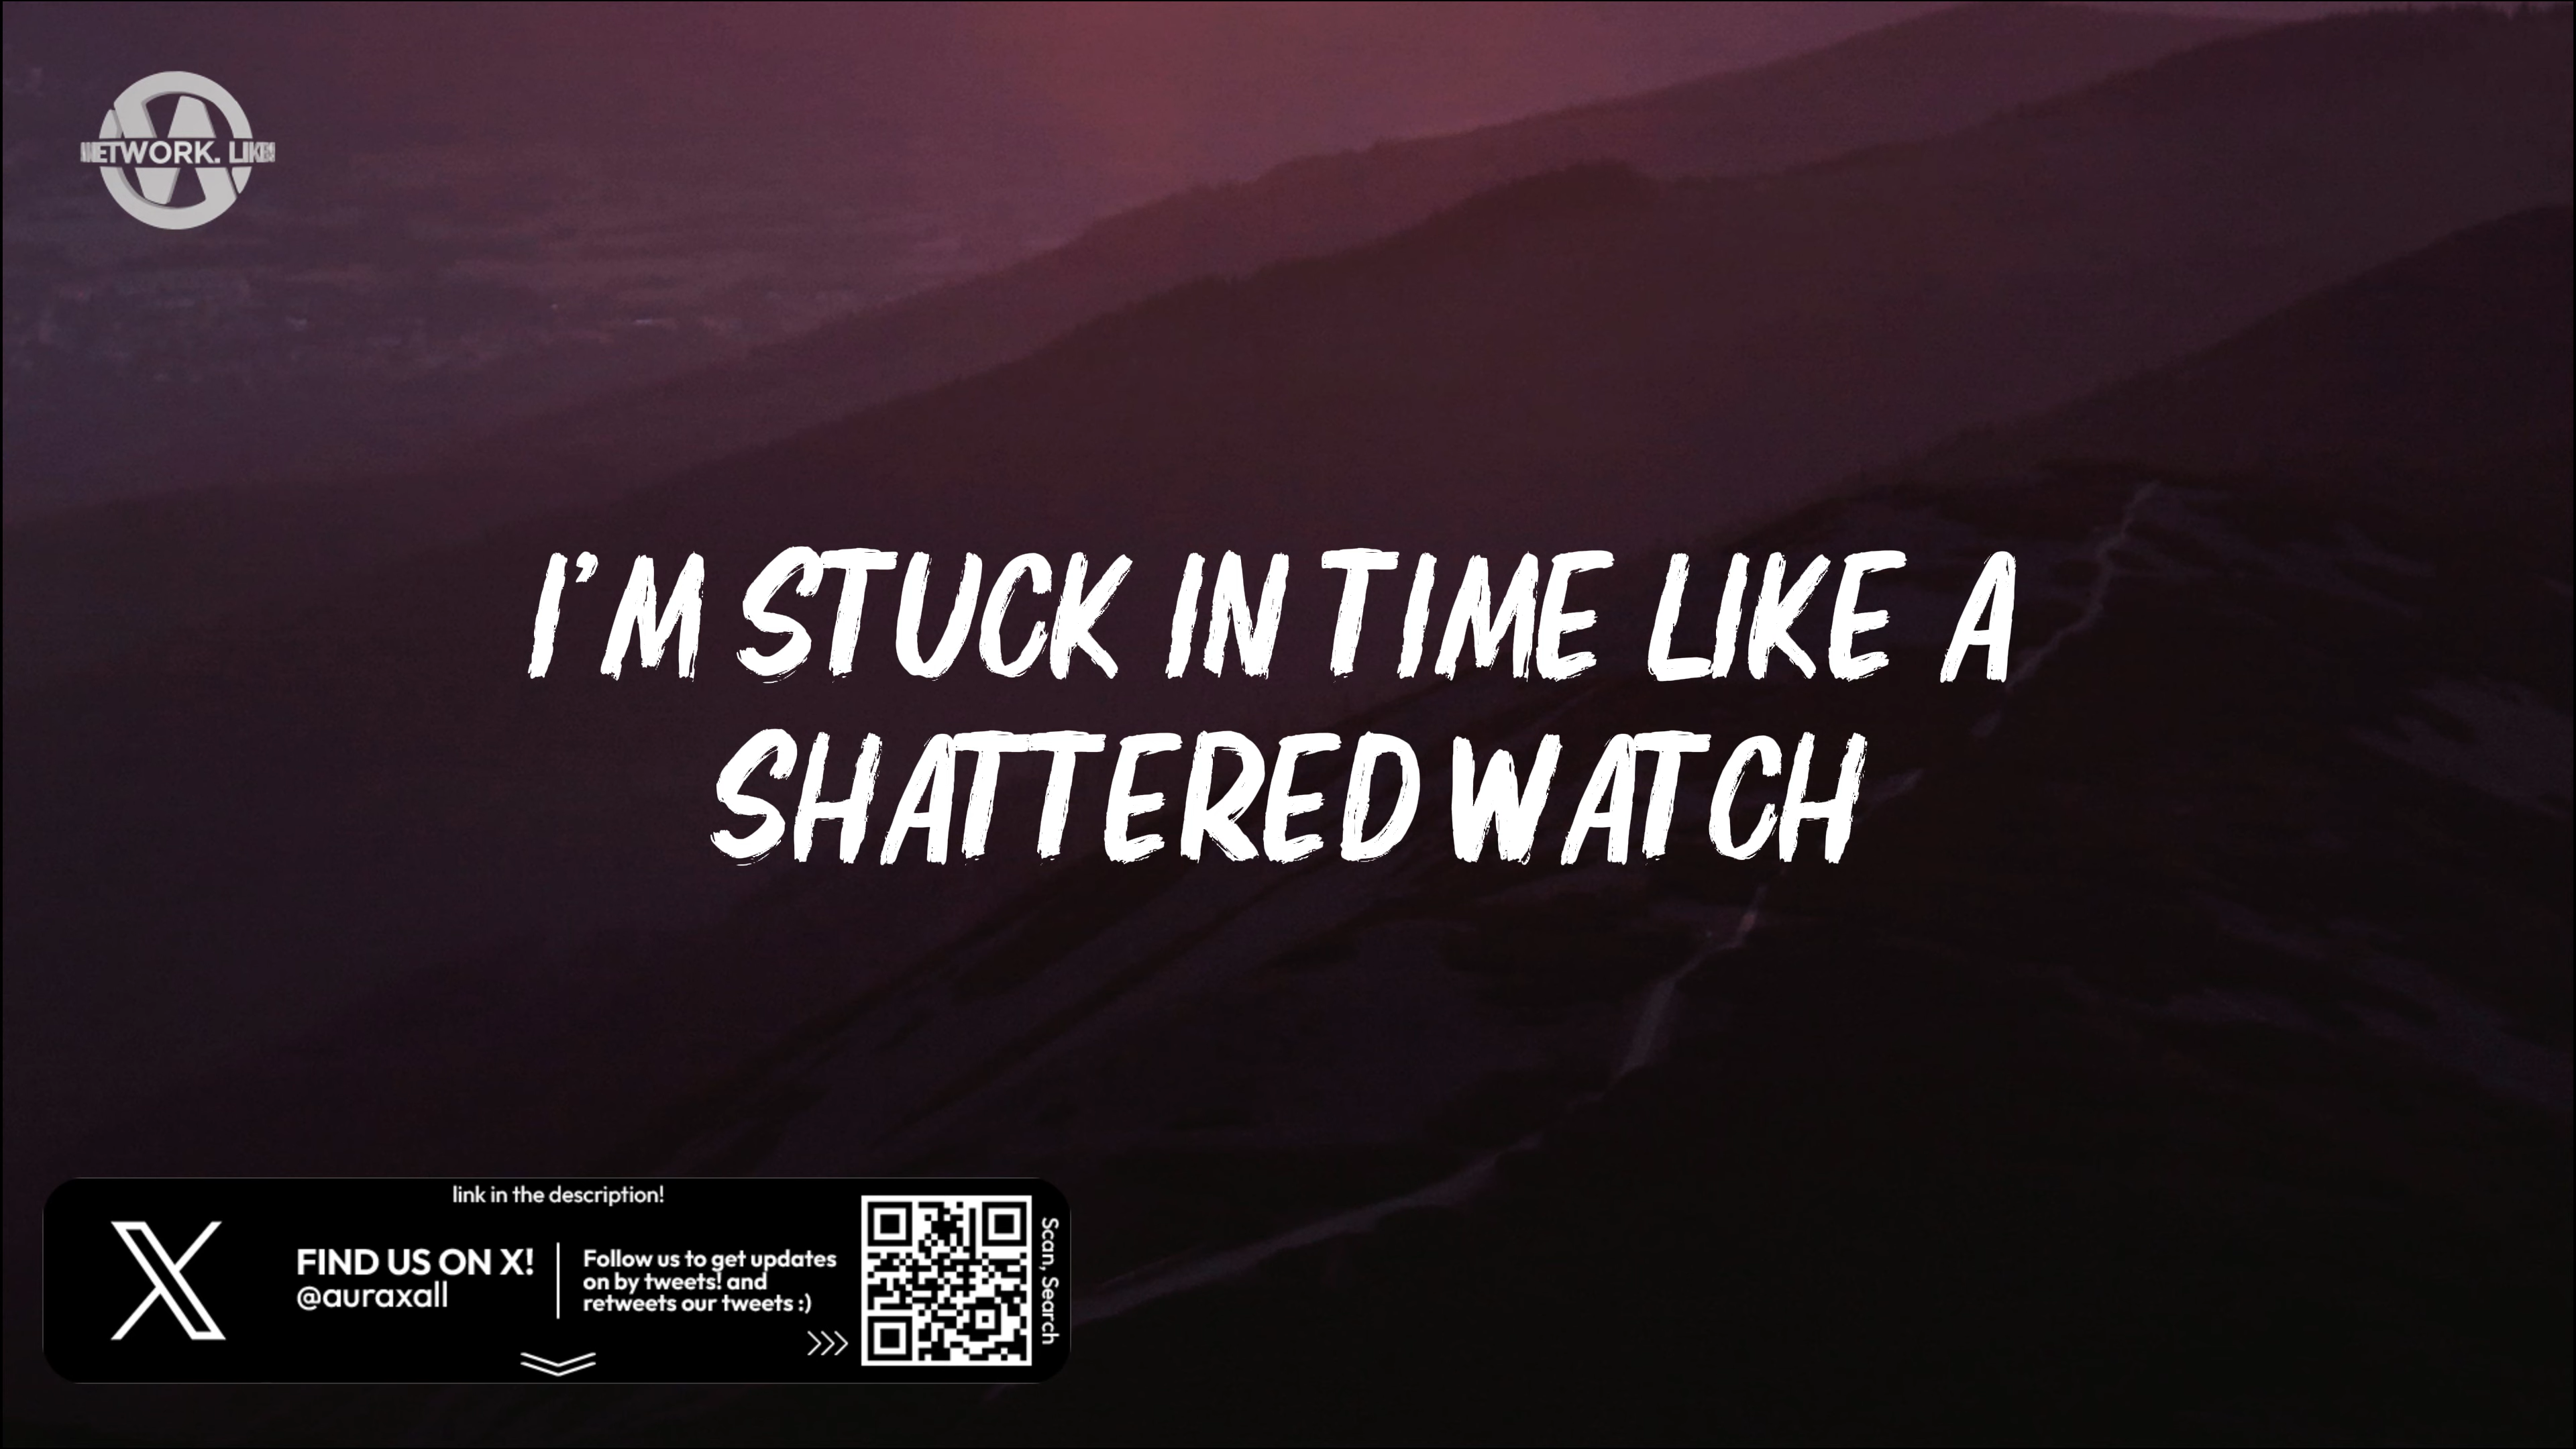 NETWORK. LIKE
I'M STUCK IN TIME LIKE A
SHATTERED WATCH
link in the description!
FIND US ON X!
@auraxall
Follow us to get updates
on by tweets! and
retweets our tweets :)
>>>
Scan, Search